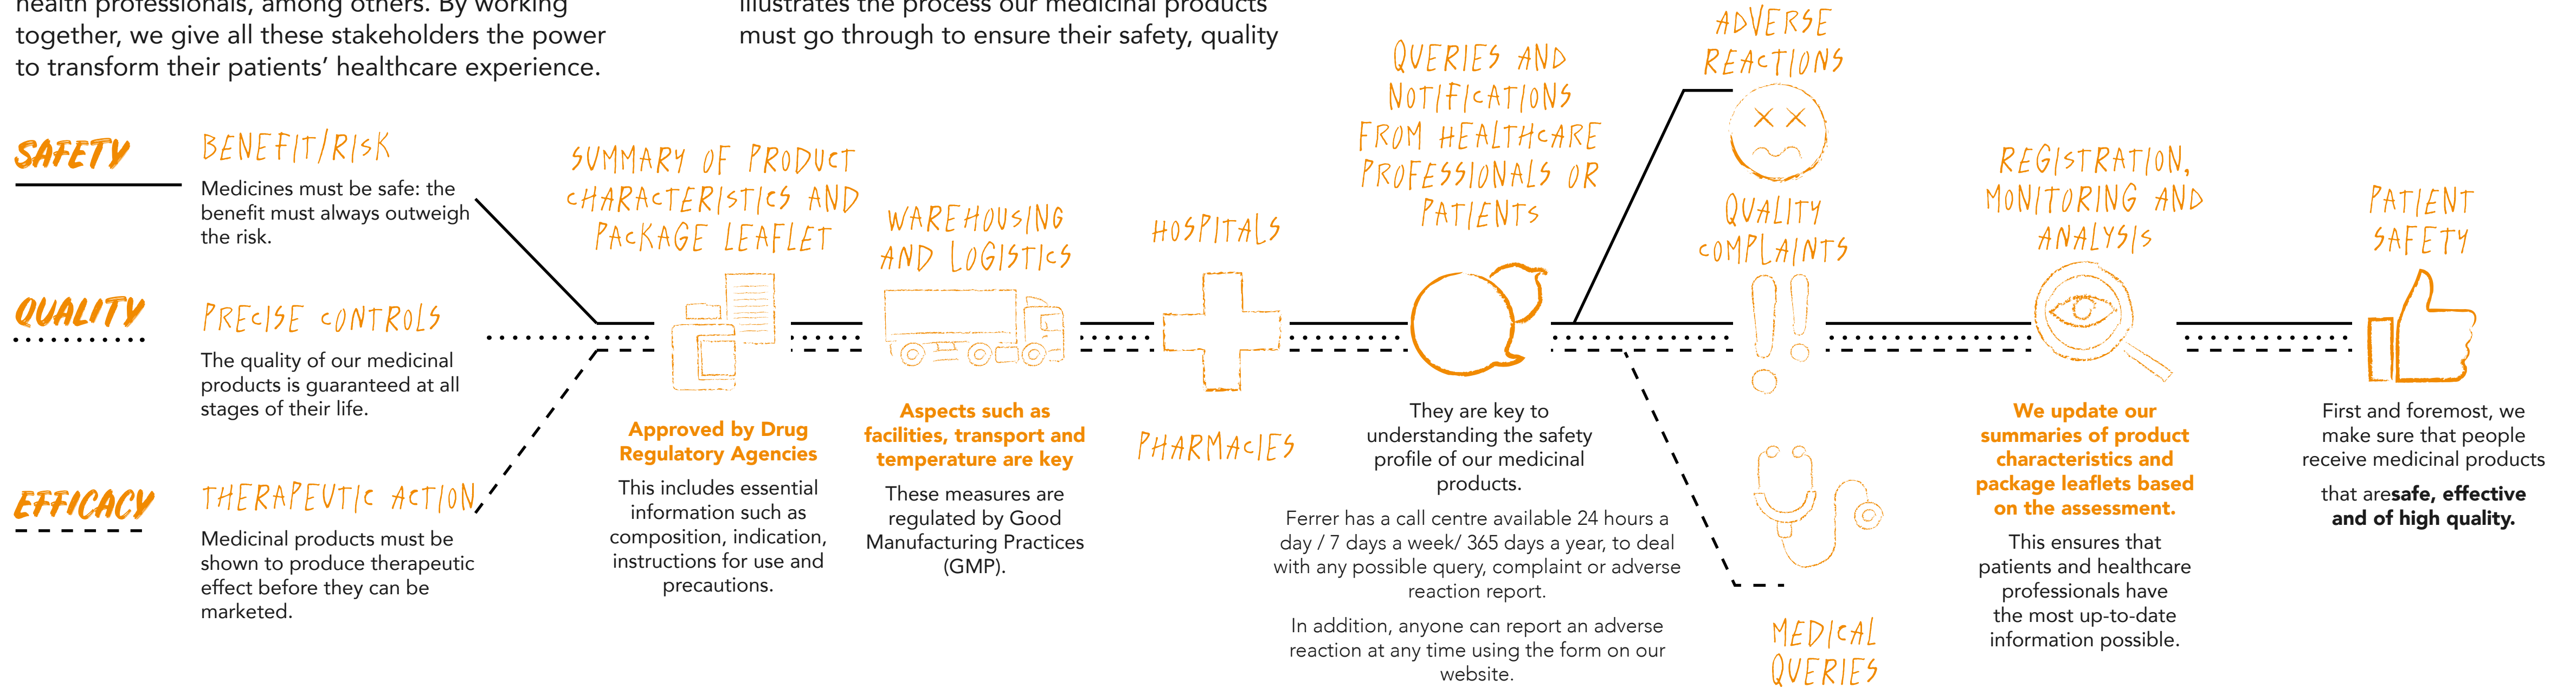 health professionals, among others. By working
together, we give all these stakeholders the power
to transform their patients' healthcare experience.
illustrates the process our medicinal products
must go through to ensure their safety, quality
SAFETY
BENEFIT/RISK
Medicines must be safe: the
benefit must always outweigh
the risk.
QUALITY
PRECISE CONTROLS
The quality of our medicinal
products is guaranteed at all
stages of their life.
EFFICACY
THERAPEUTIC ACTION
Medicinal products must be
shown to produce therapeutic
effect before they can be
marketed.
SUMMARY OF PRODUCT
CHARACTERISTICS AND
PACKAGE LEAFLET
Approved by Drug
Regulatory Agencies
This includes essential
information such as
composition, indication,
instructions for use and
precautions.
WAREHOUSING
AND LOGISTICS
Aspects such as
facilities, transport and
temperature are key
These measures are
regulated by Good
Manufacturing Practices
(GMP).
HOSPITALS
PHARMACIES
QUERIES AND
NOTIFICATIONS
FROM HEALTHCARE
PROFESSIONALS OR
PATIENTS
They are key to
understanding the safety
profile of our medicinal
products.
Ferrer has a call centre available 24 hours a
day / 7 days a week/ 365 days a year, to deal
with any possible query, complaint or adverse
reaction report.
In addition, anyone can report an adverse
reaction at any time using the form on our
website.
ADVERSE
REACTIONS
QUALITY
COMPLAINTS
MEDICAL
QUERIES
REGISTRATION,
MONITORING AND
ANALYSIS
We update our
summaries of product
characteristics and
package leaflets based
on the assessment.
This ensures that
patients and healthcare
professionals have
the most up-to-date
information possible.
PATIENT
SAFETY
First and foremost, we
make sure that people
receive medicinal products
that aresafe, effective
and of high quality.